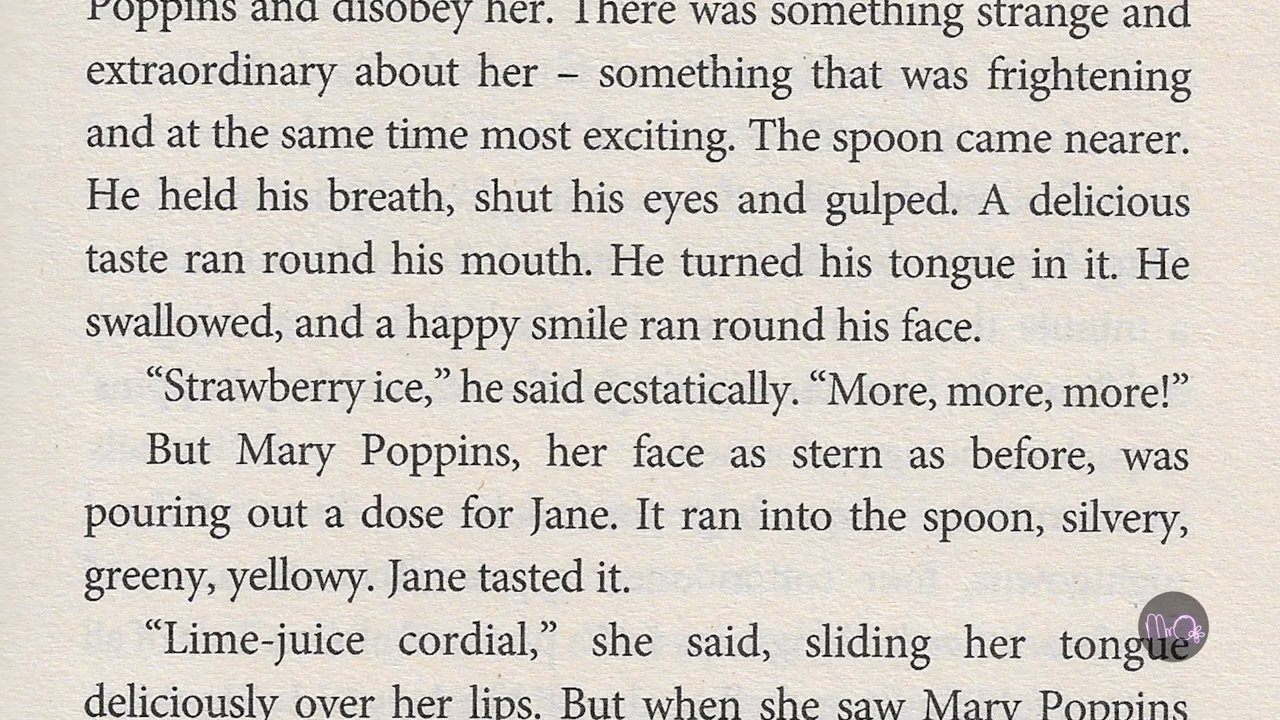 Poppins and disobey her. There was something strange and
extraordinary about her – something that was frightening
and at the same time most exciting. The spoon came nearer.
He held his breath, shut his eyes and gulped. A delicious
taste ran round his mouth. He turned his tongue in it. He
swallowed, and a happy smile ran round his face.
“Strawberry ice,” he said ecstatically. “More, more, more!”
But Mary Poppins, her face as stern as before, was
pouring out a dose for Jane. It ran into the spoon, silvery,
greeny, yellowy. Jane tasted it.
“Lime-juice cordial,” she said, sliding her tongue
deliciously over her lips. But when she saw Mary Poppins